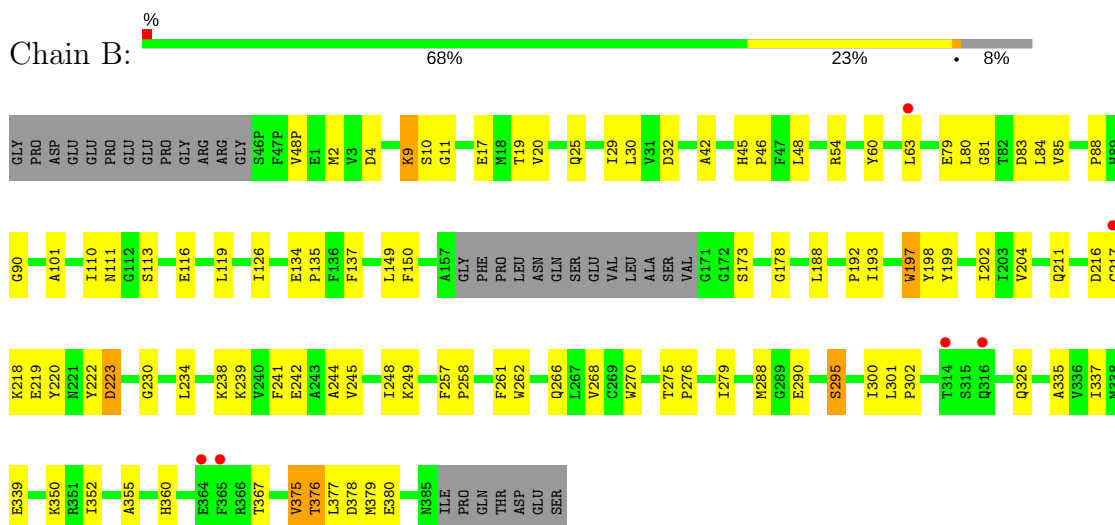 %
Chain B:
68% 23% • 8%
GLY PRO ASP GLU GLU PRO GLU GLU PRO GLY ARG ARG GLY S46P F47P V48P E1 M2 V3 D4 K9 S10 G11 E17 M18 T19 V20 Q25 I29 L30 V31 D32 A42 H45 P46 F47 L48 R54 Y60 L63 E79 L80 G81 T82 D83 L84 V85 P88 H89
G90 A101 I110 N111 G112 S113 E116 L119 I126 E134 P135 F136 F137 L149 F150 A157 GLY PHE PRO LEU ASN GLN SER GLU VAL LEU ALA SER VAL G171 G172 S173 G178 L188 P192 I193 W197 Y198 Y199 I202 I203 V204 Q211 D216 G217
K218 E219 Y220 N221 Y222 D223 G230 L234 K238 K239 V240 F241 E242 A243 A244 V245 I248 K249 F257 P258 F261 W262 Q266 L267 V268 C269 W270 T275 P276 I279 M288 G289 E290 S295 I300 L301 P302 T314 S315 Q316 Q326 A335 V336 I337 M338
E339 K350 R351 I352 A355 H360 E364 F365 R366 T367 V375 T376 L377 D378 M379 E380 N385 ILE PRO GLN THR ASP GLU SER